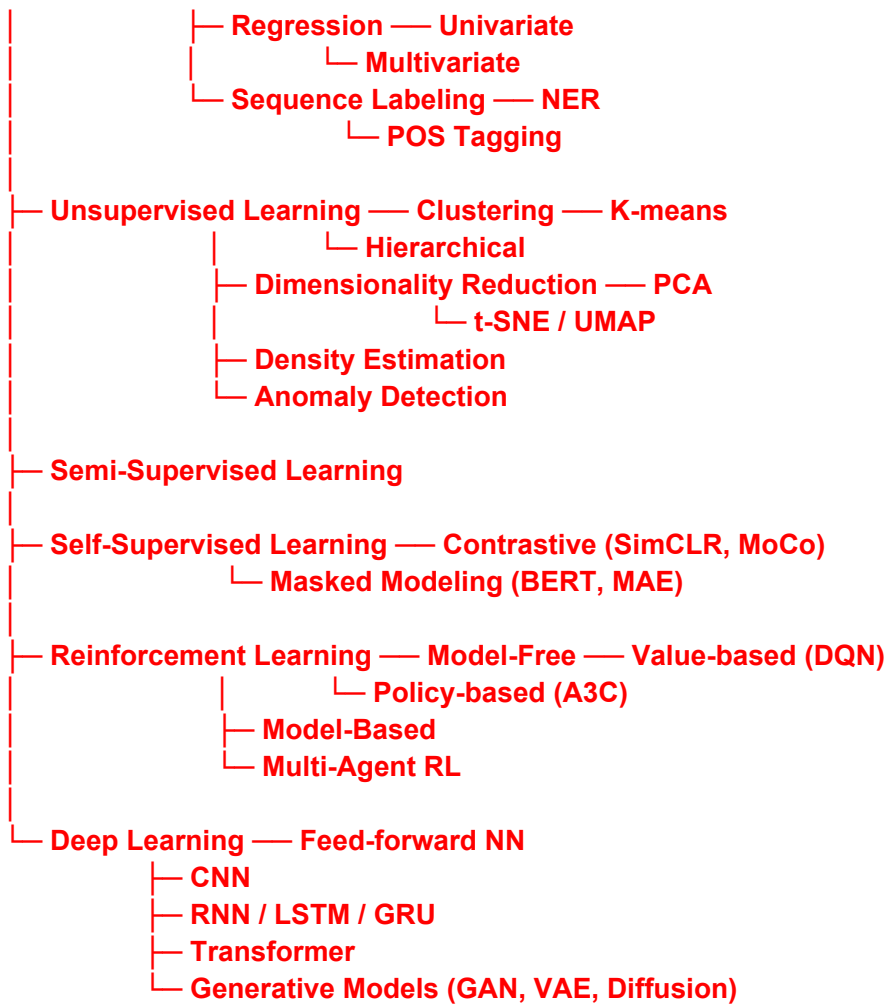 │ ├─ Regression ── Univariate
│ │ └─ Multivariate
│ └─ Sequence Labeling ── NER
│ └─ POS Tagging
│
├─ Unsupervised Learning ── Clustering ── K-means
│ │ └─ Hierarchical
│ ├─ Dimensionality Reduction ── PCA
│ │ └─ t-SNE / UMAP
│ ├─ Density Estimation
│ └─ Anomaly Detection
│
├─ Semi-Supervised Learning
│
├─ Self-Supervised Learning ── Contrastive (SimCLR, MoCo)
│ └─ Masked Modeling (BERT, MAE)
│
├─ Reinforcement Learning ── Model-Free ── Value-based (DQN)
│ │ └─ Policy-based (A3C)
│ ├─ Model-Based
│ └─ Multi-Agent RL
│
└─ Deep Learning ── Feed-forward NN
├─ CNN
├─ RNN / LSTM / GRU
├─ Transformer
└─ Generative Models (GAN, VAE, Diffusion)